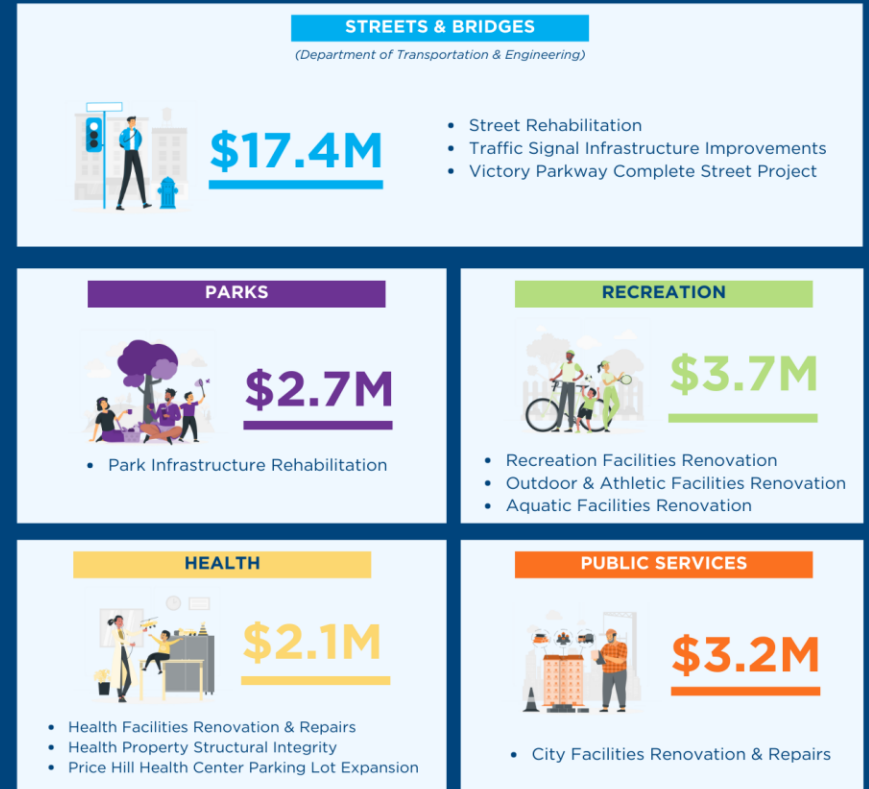 STREETS & BRIDGES
(Department of Transportation & Engineering)
$17.4M
• Street Rehabilitation
• Traffic Signal Infrastructure Improvements
• Victory Parkway Complete Street Project
PARKS
$2.7M
• Park Infrastructure Rehabilitation
RECREATION
$3.7M
• Recreation Facilities Renovation
• Outdoor & Athletic Facilities Renovation
• Aquatic Facilities Renovation
HEALTH
$2.1M
• Health Facilities Renovation & Repairs
• Health Property Structural Integrity
• Price Hill Health Center Parking Lot Expansion
PUBLIC SERVICES
$3.2M
• City Facilities Renovation & Repairs